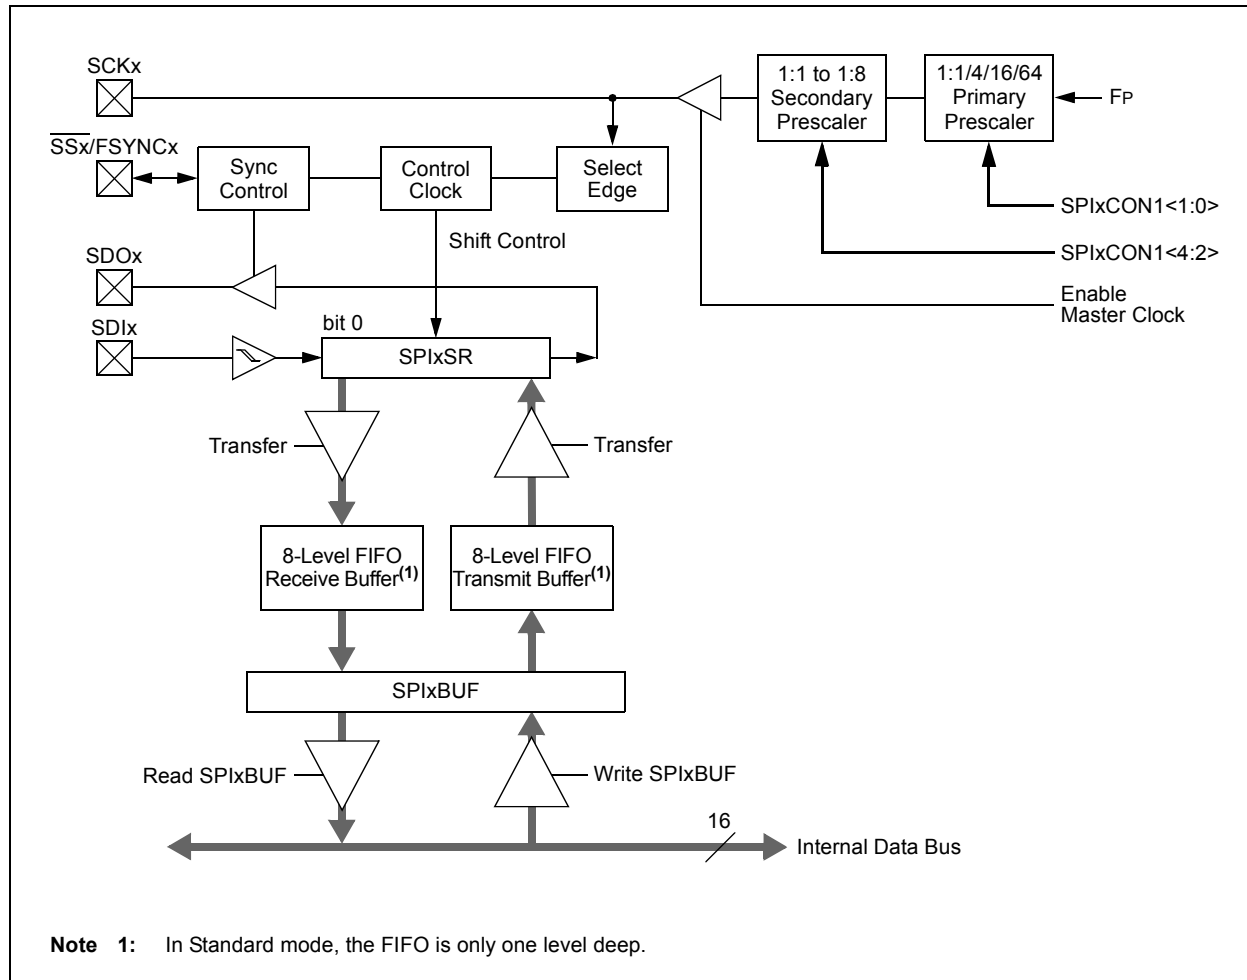 SCKx
1:1 to 1:8
Secondary
Prescaler
1:1/4/16/64
Primary
Prescaler
FP
SSx/FSYNCx
Sync
Control
Control
Clock
Select
Edge
SPIxCON1<1:0>
Shift Control
SPIxCON1<4:2>
SDOx
Enable
Master Clock
SDIx
bit 0
SPIxSR
Transfer
Transfer
8-Level FIFO
Receive Buffer(1)
8-Level FIFO
Transmit Buffer(1)
SPIxBUF
Read SPIxBUF
Write SPIxBUF
16
Internal Data Bus
Note 1: In Standard mode, the FIFO is only one level deep.